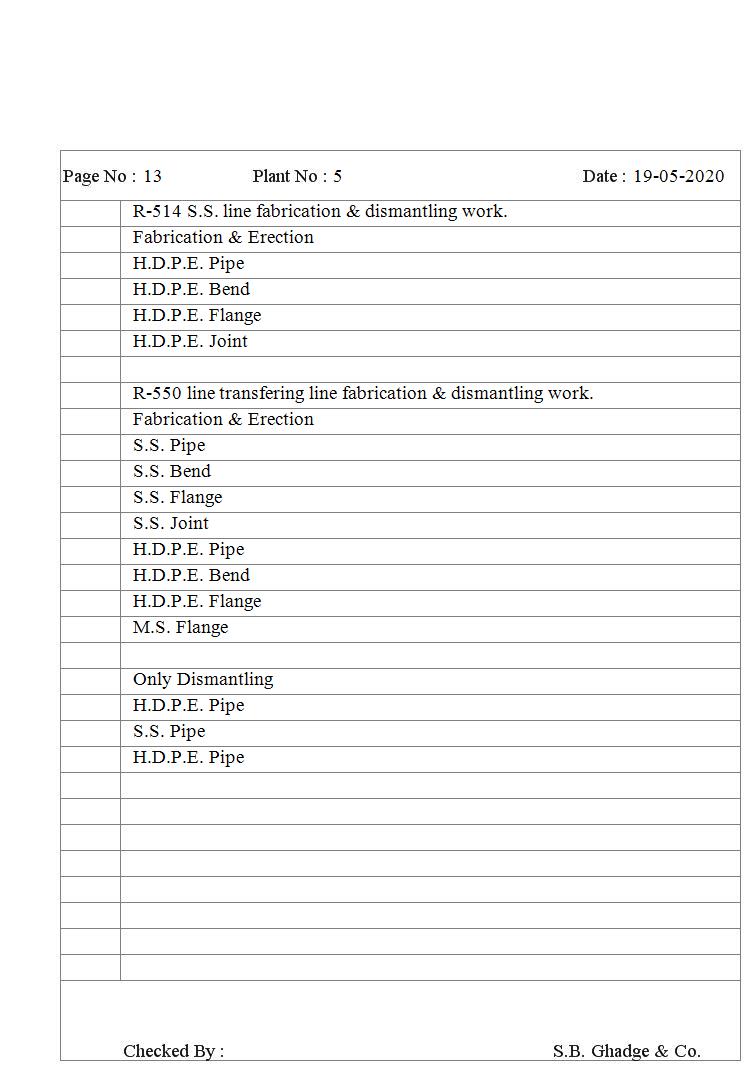 Page No : 13 Plant No : 5 Date : 19-05-2020
R-514 S.S. line fabrication & dismantling work.
Fabrication & Erection
H.D.P.E. Pipe
H.D.P.E. Bend
H.D.P.E. Flange
H.D.P.E. Joint
R-550 line transfering line fabrication & dismantling work.
Fabrication & Erection
S.S. Pipe
S.S. Bend
S.S. Flange
S.S. Joint
H.D.P.E. Pipe
H.D.P.E. Bend
H.D.P.E. Flange
M.S. Flange
Only Dismantling
H.D.P.E. Pipe
S.S. Pipe
H.D.P.E. Pipe
Checked By : S.B. Ghadge & Co.